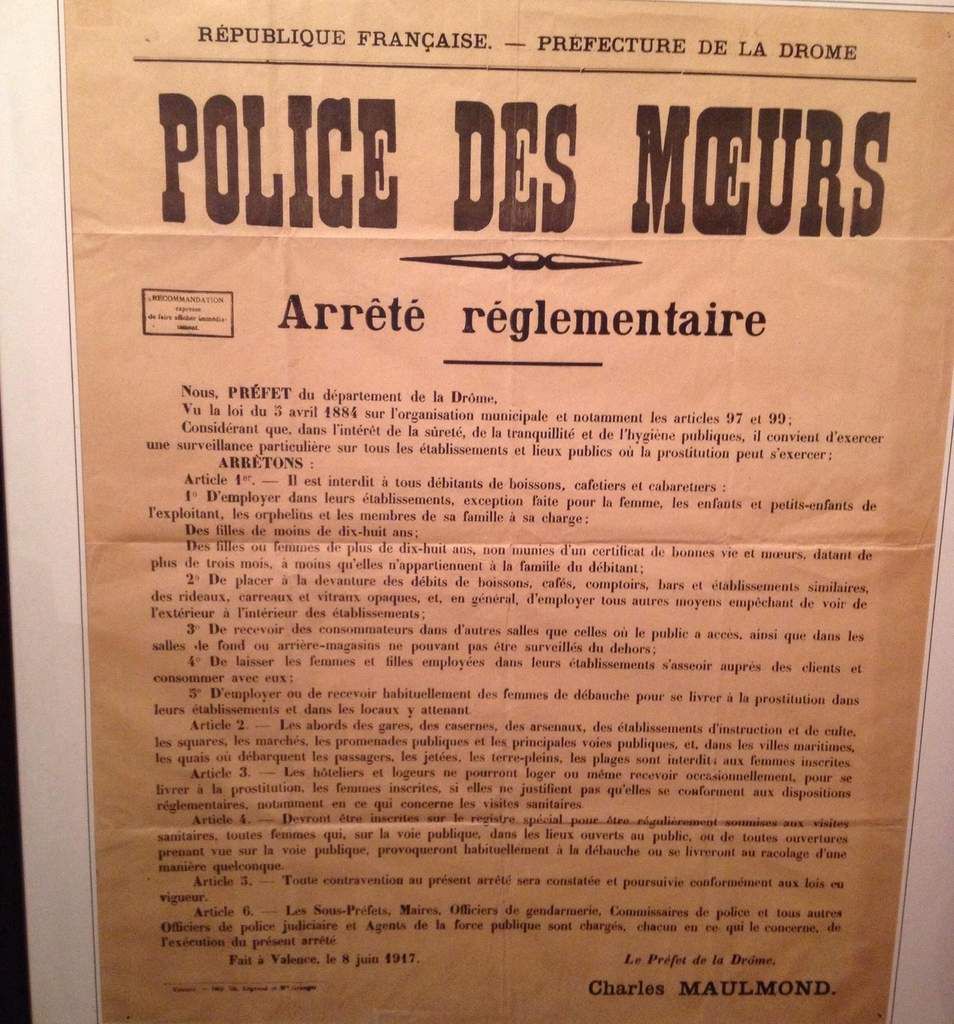 RÉPUBLIQUE FRANÇAISE. — PRÉFECTURE DE LA DROME
POLICE DES MŒURS
RECOMMANDATION
expresse
de faire afficher immédia-
tement.
Arrêté réglementaire
Nous, PRÉFET du département de la Drôme,
Vu la loi du 5 avril 1884 sur l'organisation municipale et notamment les articles 97 et 99;
Considérant que, dans l'intérêt de la sûreté, de la tranquillité et de l'hygiène publiques, il convient d'exercer
une surveillance particulière sur tous les établissements et lieux publics où la prostitution peut s'exercer;
ARRÊTONS :
Article 1er. — Il est interdit à tous débitants de boissons, cafetiers et cabaretiers :
1° D'employer dans leurs établissements, exception faite pour la femme, les enfants et petits-enfants de
l'exploitant, les orphelins et les membres de sa famille à sa charge;
Des filles de moins de dix-huit ans;
Des filles ou femmes de plus de dix-huit ans, non munies d'un certificat de bonnes vie et mœurs, datant de
plus de trois mois, à moins qu'elles n'appartiennent à la famille du débitant;
2° De placer à la devanture des débits de boissons, cafés, comptoirs, bars et établissements similaires,
des rideaux, carreaux et vitraux opaques, et, en général, d'employer tous autres moyens empêchant de voir de
l'extérieur à l'intérieur des établissements;
3° De recevoir des consommateurs dans d'autres salles que celles où le public a accès, ainsi que dans les
salles de fond ou arrière-magasins ne pouvant pas être surveillés du dehors;
4° De laisser les femmes et filles employées dans leurs établissements s'asseoir auprès des clients et
consommer avec eux;
5° D'employer ou de recevoir habituellement des femmes de débauche pour se livrer à la prostitution dans
leurs établissements et dans les locaux y attenant
Article 2. — Les abords des gares, des casernes, des arsenaux, des établissements d'instruction et de culte,
les squares, les marchés, les promenades publiques et les principales voies publiques, et, dans les villes maritimes,
les quais où débarquent les passagers, les jetées, les terre-pleins, les plages sont interdits aux femmes inscrites
Article 3. — Les hôteliers et logeurs ne pourront loger ou même recevoir occasionnellement, pour se
livrer à la prostitution, les femmes inscrites, si elles ne justifient pas qu'elles se conforment aux dispositions
réglementaires, notamment en ce qui concerne les visites sanitaires
Article 4. — Devront être inscrites sur le registre spécial pour être régulièrement soumises aux visites
sanitaires, toutes femmes qui, sur la voie publique, dans les lieux ouverts au public, ou de toutes ouvertures
prenant vue sur la voie publique, provoqueront habituellement à la débauche ou se livreront au racolage d'une
manière quelconque.
Article 5. — Toute contravention au présent arrêté sera constatée et poursuivie conformément aux lois en
vigueur.
Article 6. — Les Sous-Préfets, Maires, Officiers de gendarmerie, Commissaires de police et tous autres
Officiers de police judiciaire et Agents de la force publique sont chargés, chacun en ce qui le concerne, de
l'exécution du présent arrêté
Fait à Valence, le 8 juin 1917.
Le Préfet de la Drôme,
Charles MAULMOND.